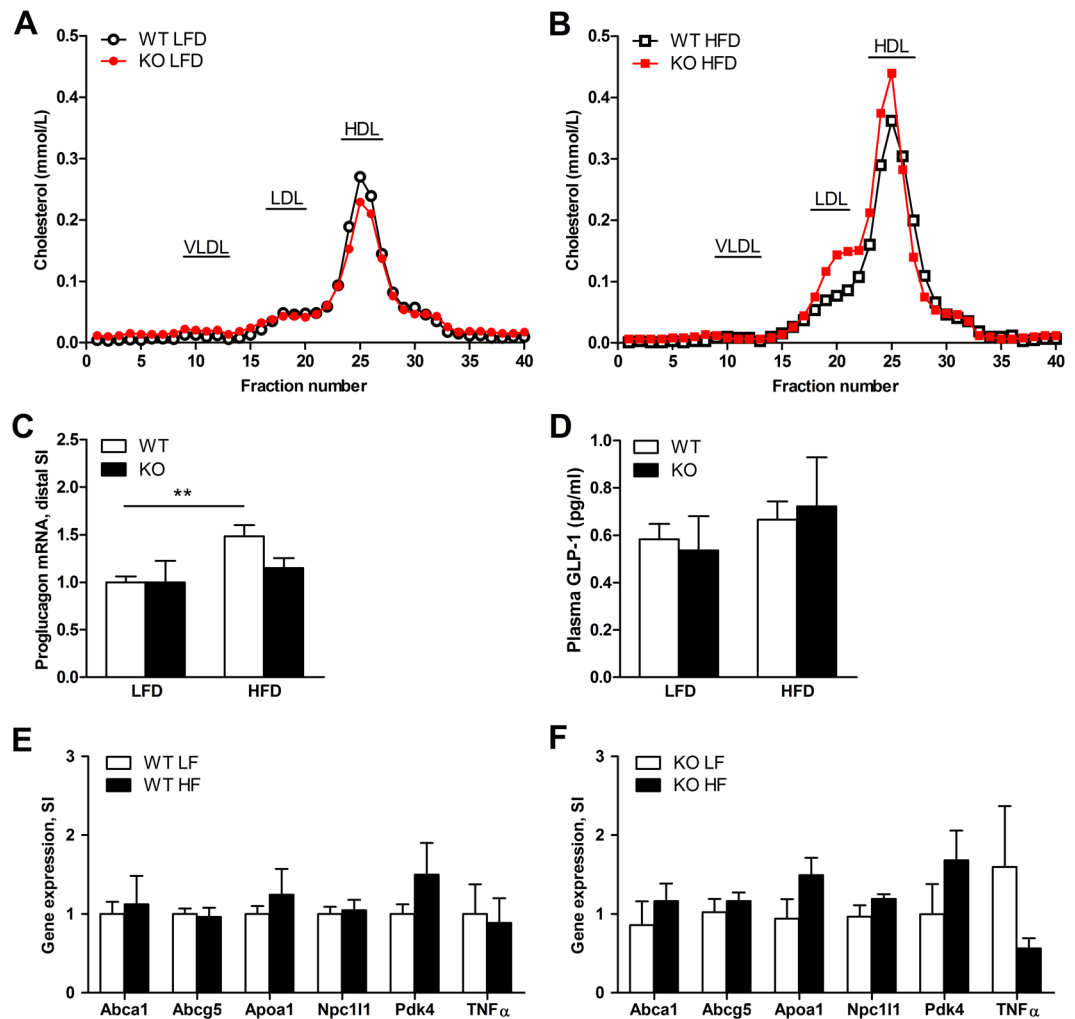 A
WT LFD
KO LFD
Cholesterol (mmol/L)
0.5
0.4
0.3
0.2
0.1
0.0
VLDL
LDL
HDL
0 5 10 15 20 25 30 35 40
Fraction number
B
WT HFD
KO HFD
Cholesterol (mmol/L)
0.5
0.4
0.3
0.2
0.1
0.0
VLDL
LDL
HDL
0 5 10 15 20 25 30 35 40
Fraction number
C
WT
KO
Proglucagon mRNA, distal SI
2.5
2.0
1.5
1.0
0.5
0.0
**
LFD HFD
D
WT
KO
Plasma GLP-1 (pg/ml)
1.0
0.8
0.6
0.4
0.2
0.0
LFD HFD
E
WT LF
WT HF
Gene expression, SI
3
2
1
0
Abca1 Abcg5 Apoa1 Npc1l1 Pdk4 TNFα
F
KO LF
KO HF
Gene expression, SI
3
2
1
0
Abca1 Abcg5 Apoa1 Npc1l1 Pdk4 TNFα